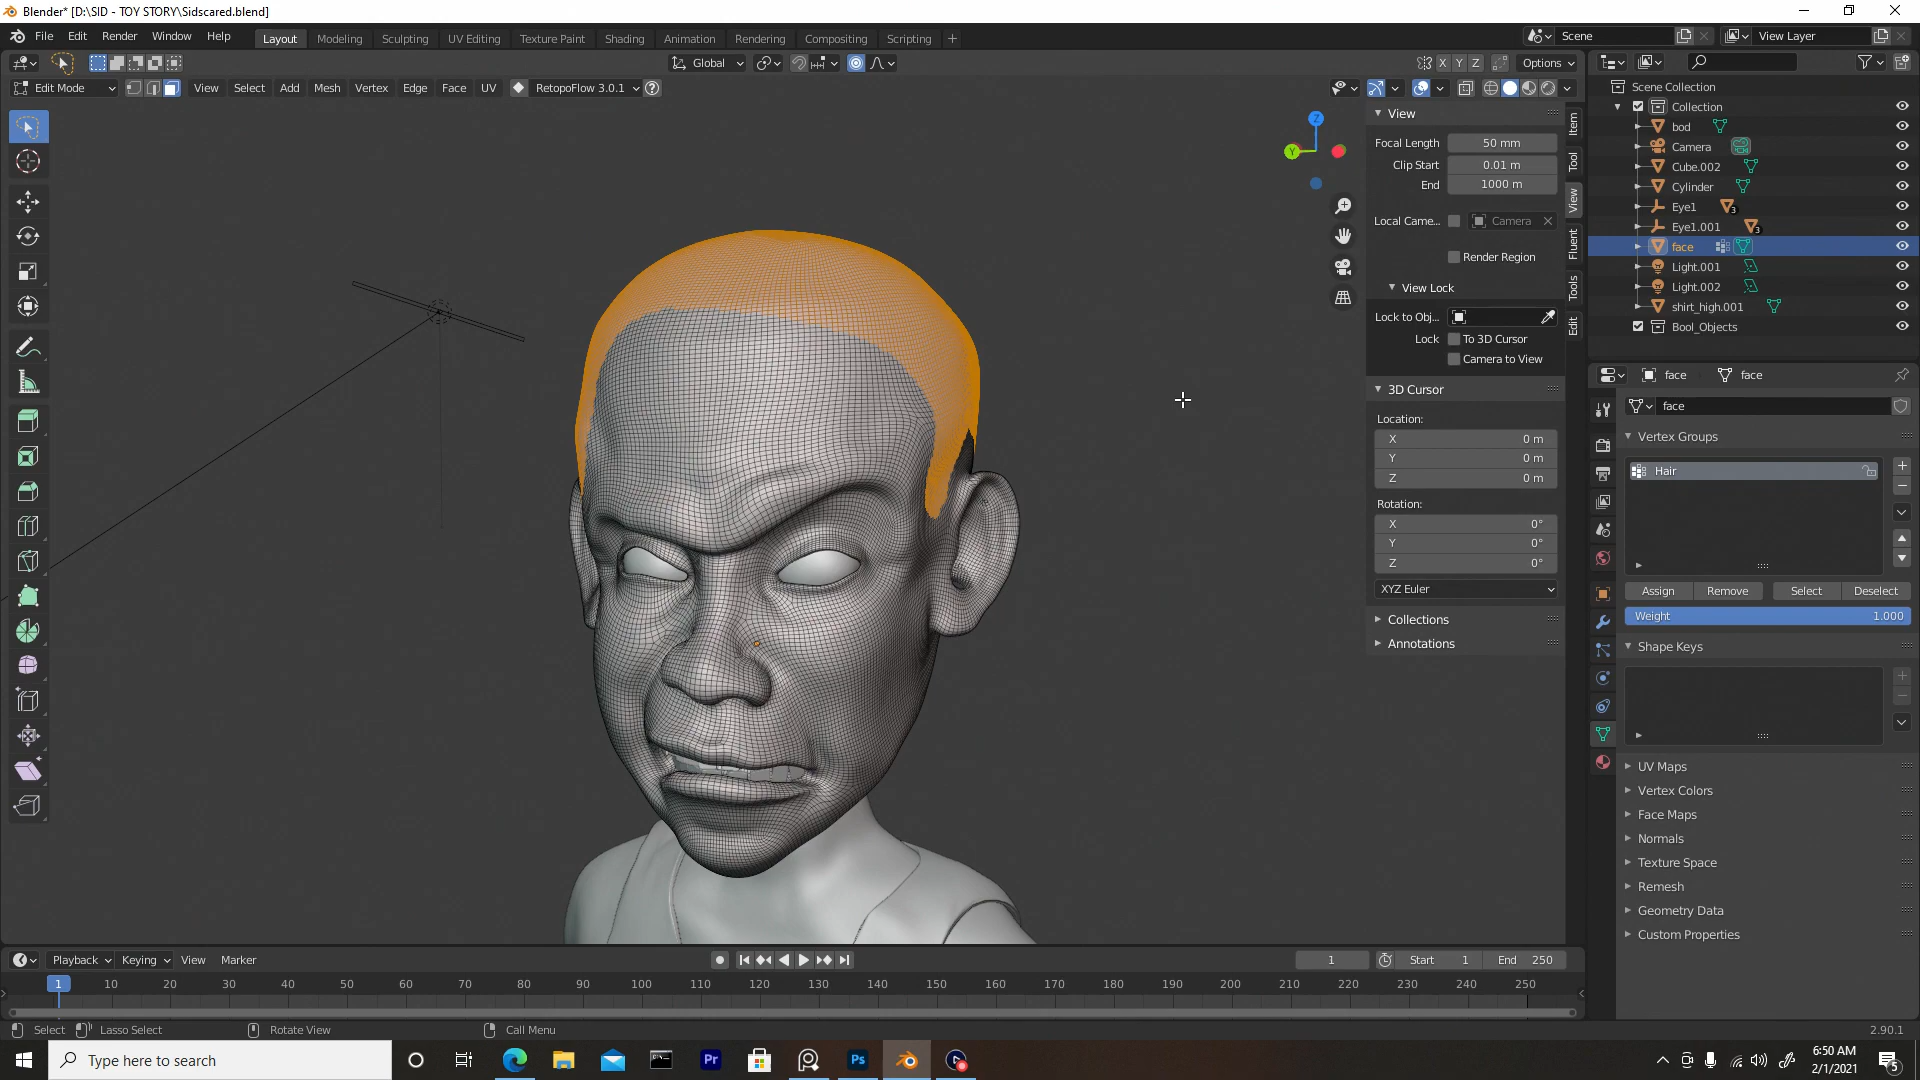 Blender* [D:\SID - TOY STORY\Sidscared.blend]
File Edit Render Window Help Layout Modeling Sculpting UV Editing Texture Paint Shading Animation Rendering Compositing Scripting + Scene View Layer
Global X Y Z Options
Edit Mode View Select Add Mesh Vertex Edge Face UV RetopoFlow 3.0.1
View
Focal Length 50 mm
Clip Start 0.01 m
End 1000 m
Local Came... Camera
Render Region
View Lock
Lock to Obj...
Lock To 3D Cursor
Camera to View
3D Cursor
Location:
X 0 m
Y 0 m
Z 0 m
Rotation:
X 0°
Y 0°
Z 0°
XYZ Euler
Collections
Annotations
Item
Tool
View
Fluent
Tools
Edit
Z
Y
Scene Collection
Collection
bod
Camera
Cube.002
Cylinder
Eye1 3
Eye1.001 3
face
Light.001
Light.002
shirt_high.001
Bool_Objects
face face
face
Vertex Groups
Hair
Assign Remove Select Deselect
Weight 1.000
Shape Keys
UV Maps
Vertex Colors
Face Maps
Normals
Texture Space
Remesh
Geometry Data
Custom Properties
Playback Keying View Marker 1 Start 1 End 250
1 10 20 30 40 50 60 70 80 90 100 110 120 130 140 150 160 170 180 190 200 210 220 230 240 250
Select Lasso Select Rotate View Call Menu 2.90.1
Type here to search Pr Ps 6:50 AM
2/1/2021 5